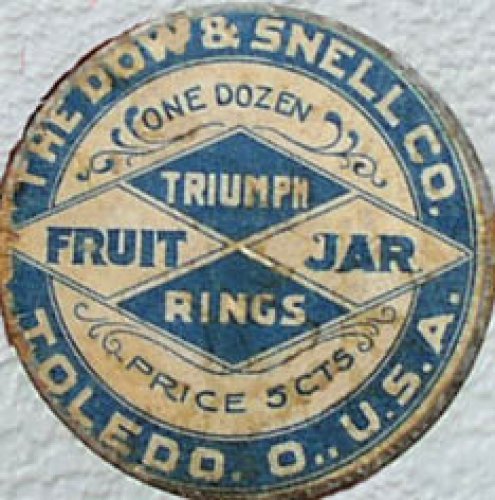 THE DOW & SNELL CO.
ONE DOZEN
TRIUMPH
FRUIT JAR
RINGS
PRICE 5 CTS
TOLEDO. O., U.S.A.